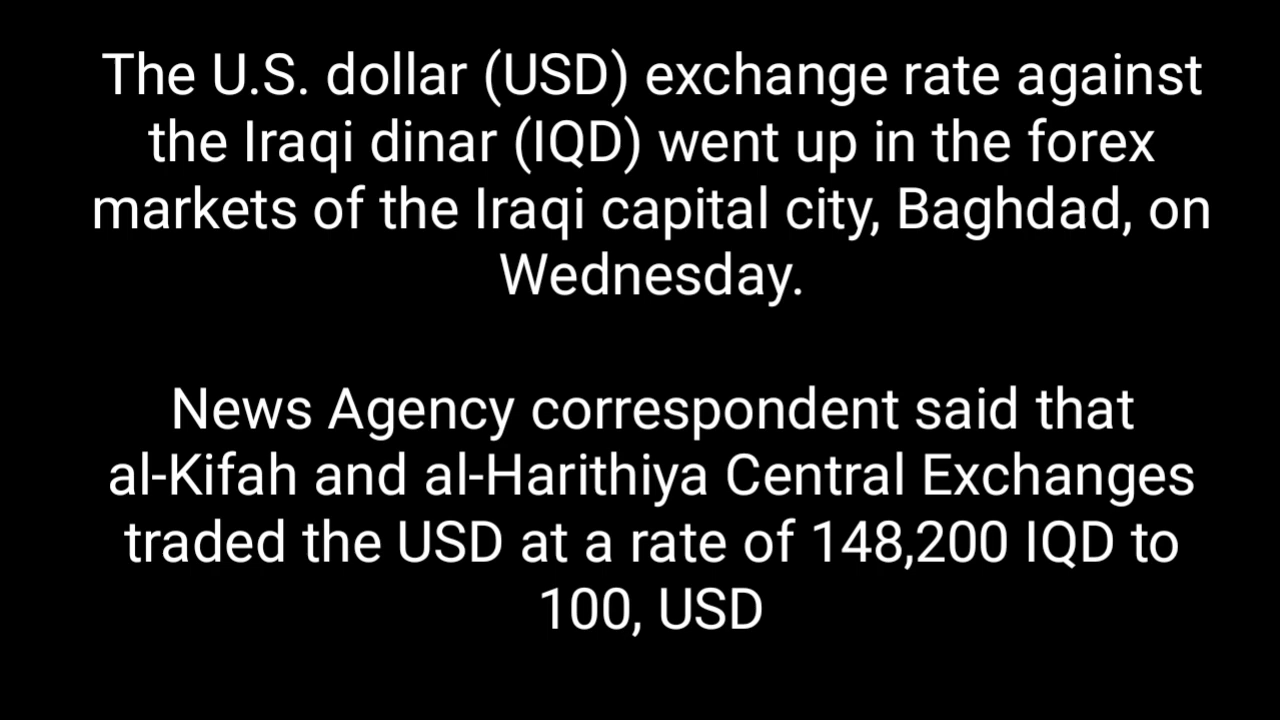 The U.S. dollar (USD) exchange rate against
the Iraqi dinar (IQD) went up in the forex
markets of the Iraqi capital city, Baghdad, on
Wednesday.
News Agency correspondent said that
al-Kifah and al-Harithiya Central Exchanges
traded the USD at a rate of 148,200 IQD to
100, USD